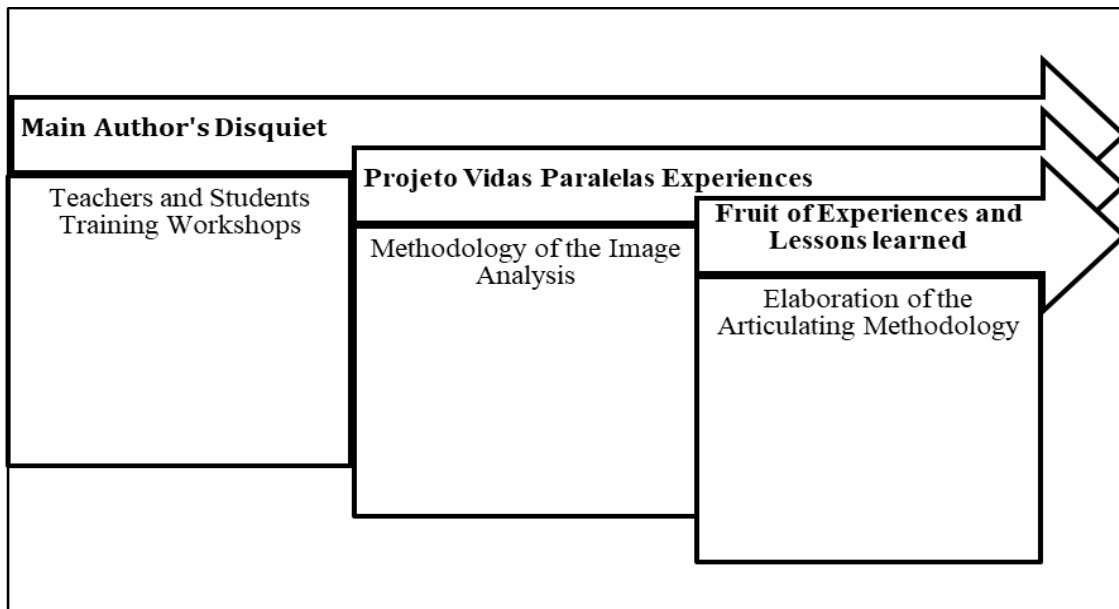 Main Author's Disquiet
Teachers and Students
Training Workshops
Projeto Vidas Paralelas Experiences
Methodology of the Image
Analysis
Fruit of Experiences and
Lessons learned
Elaboration of the
Articulating Methodology